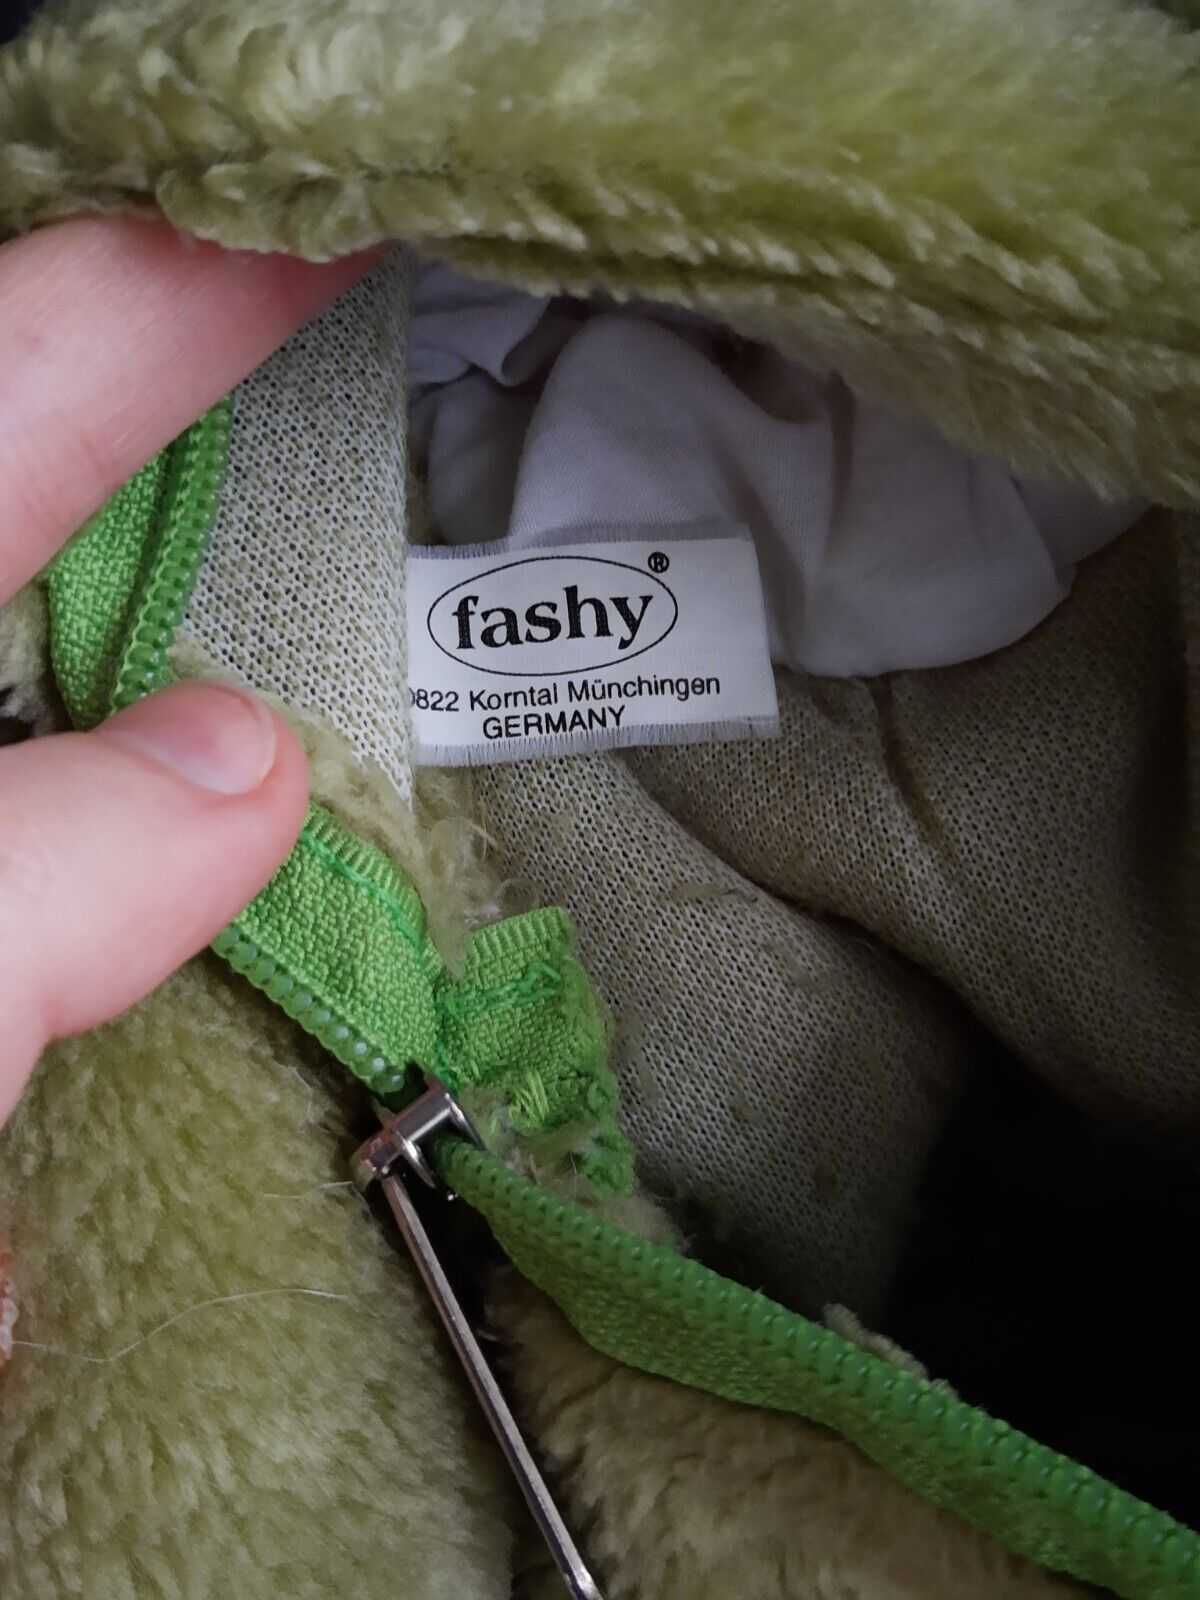 fashy®
0822 Korntal Münchingen
GERMANY